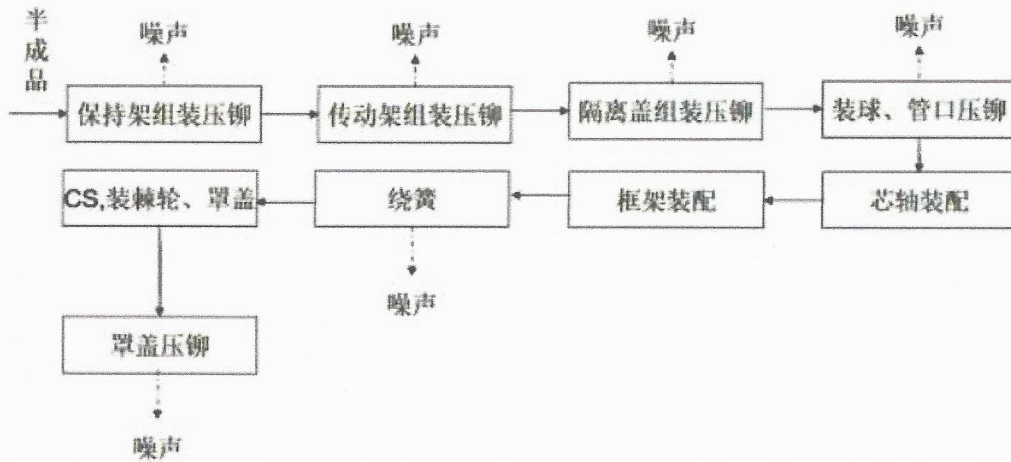 半成品
噪声
噪声
噪声
噪声
保持架组装压铆
传动架组装压铆
隔离盖组装压铆
装球、管口压铆
CS,装棘轮、罩盖
绕簧
框架装配
芯轴装配
噪声
罩盖压铆
噪声